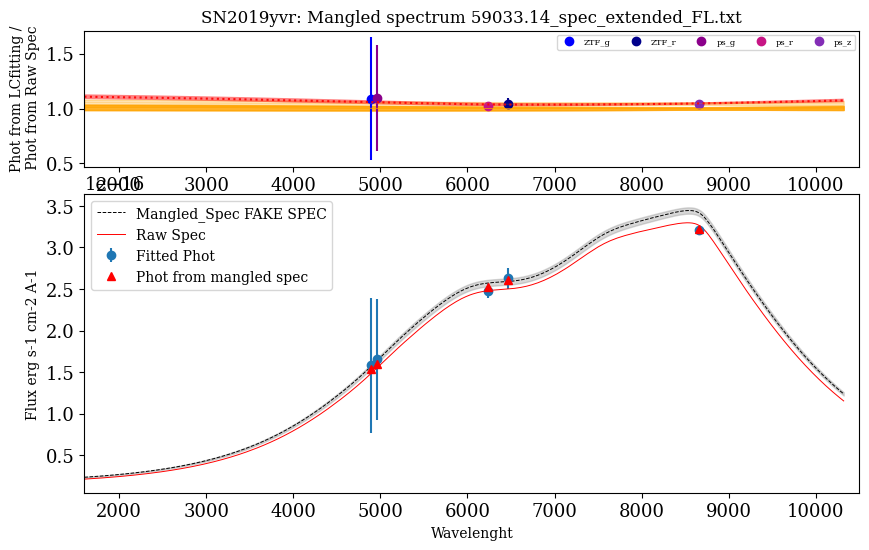 SN2019yvr: Mangled spectrum 59033.14_spec_extended_FL.txt
Phot from LCfitting /
Phot from Raw Spec
1.5
1.0
0.5
ZTF_g ZTF_r ps_g ps_r ps_z
2000 3000 4000 5000 6000 7000 8000 9000 10000
1e−16
Flux erg s-1 cm-2 A-1
3.5
3.0
2.5
2.0
1.5
1.0
0.5
Mangled_Spec FAKE SPEC
Raw Spec
Fitted Phot
Phot from mangled spec
2000 3000 4000 5000 6000 7000 8000 9000 10000
Wavelenght